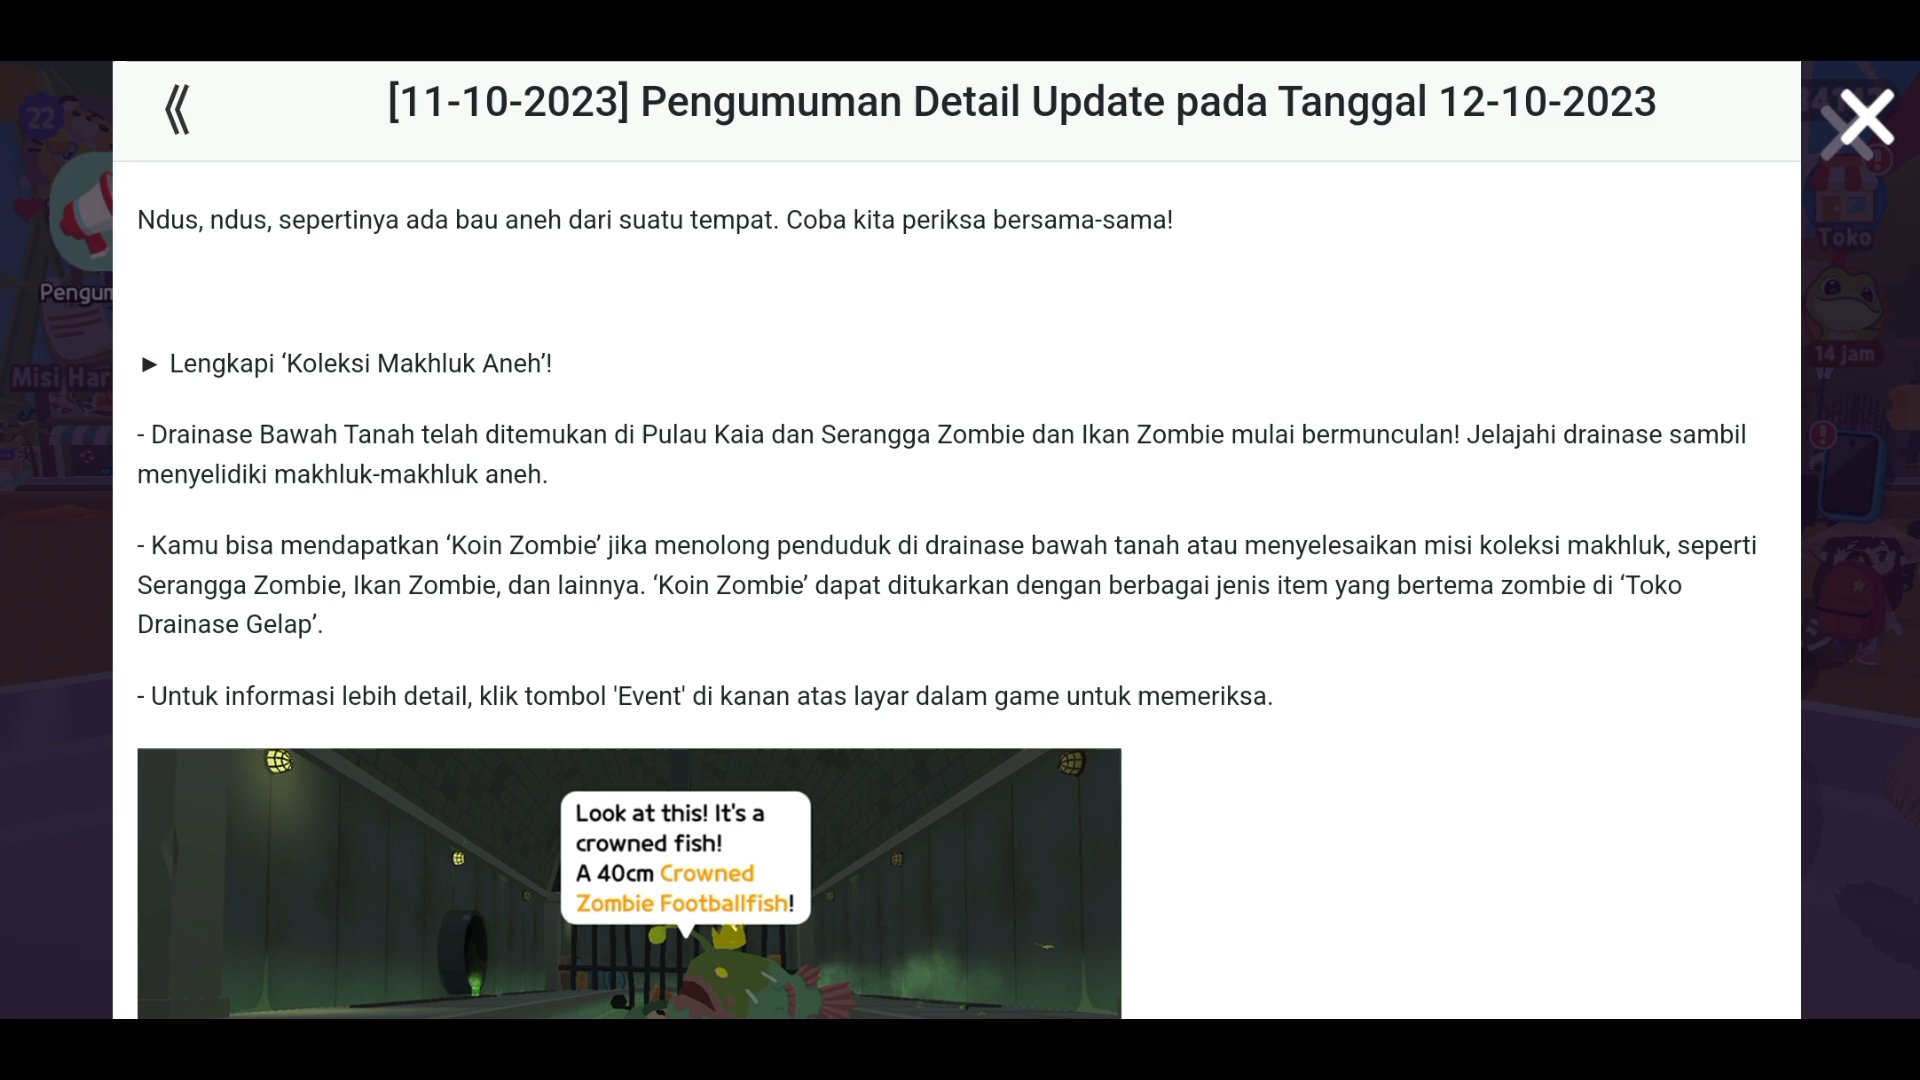 [11-10-2023] Pengumuman Detail Update pada Tanggal 12-10-2023
22
Pengum
Misi Har
Toko
14 jam
Ndus, ndus, sepertinya ada bau aneh dari suatu tempat. Coba kita periksa bersama-sama!
► Lengkapi ‘Koleksi Makhluk Aneh’!
- Drainase Bawah Tanah telah ditemukan di Pulau Kaia dan Serangga Zombie dan Ikan Zombie mulai bermunculan! Jelajahi drainase sambil
menyelidiki makhluk-makhluk aneh.
- Kamu bisa mendapatkan ‘Koin Zombie’ jika menolong penduduk di drainase bawah tanah atau menyelesaikan misi koleksi makhluk, seperti
Serangga Zombie, Ikan Zombie, dan lainnya. ‘Koin Zombie’ dapat ditukarkan dengan berbagai jenis item yang bertema zombie di ‘Toko
Drainase Gelap’.
- Untuk informasi lebih detail, klik tombol 'Event' di kanan atas layar dalam game untuk memeriksa.
Look at this! It's a
crowned fish!
A 40cm Crowned
Zombie Footballfish!